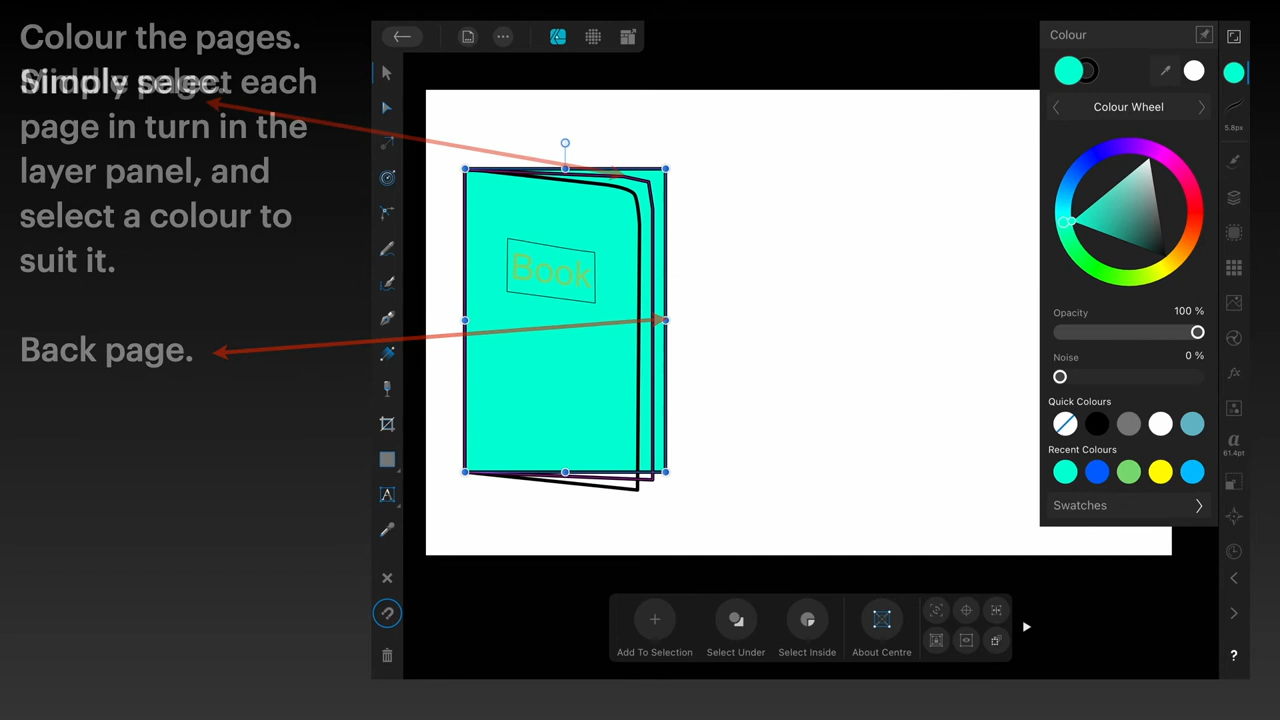 Colour the pages.
Simply select each
page in turn in the
layer panel, and
select a colour to
suit it.
Back page.
Book
Colour
Colour Wheel
5.8px
Opacity
100 %
Noise
0 %
Quick Colours
Recent Colours
a
61.4pt
Swatches
Add To Selection
Select Under
Select Inside
About Centre
?